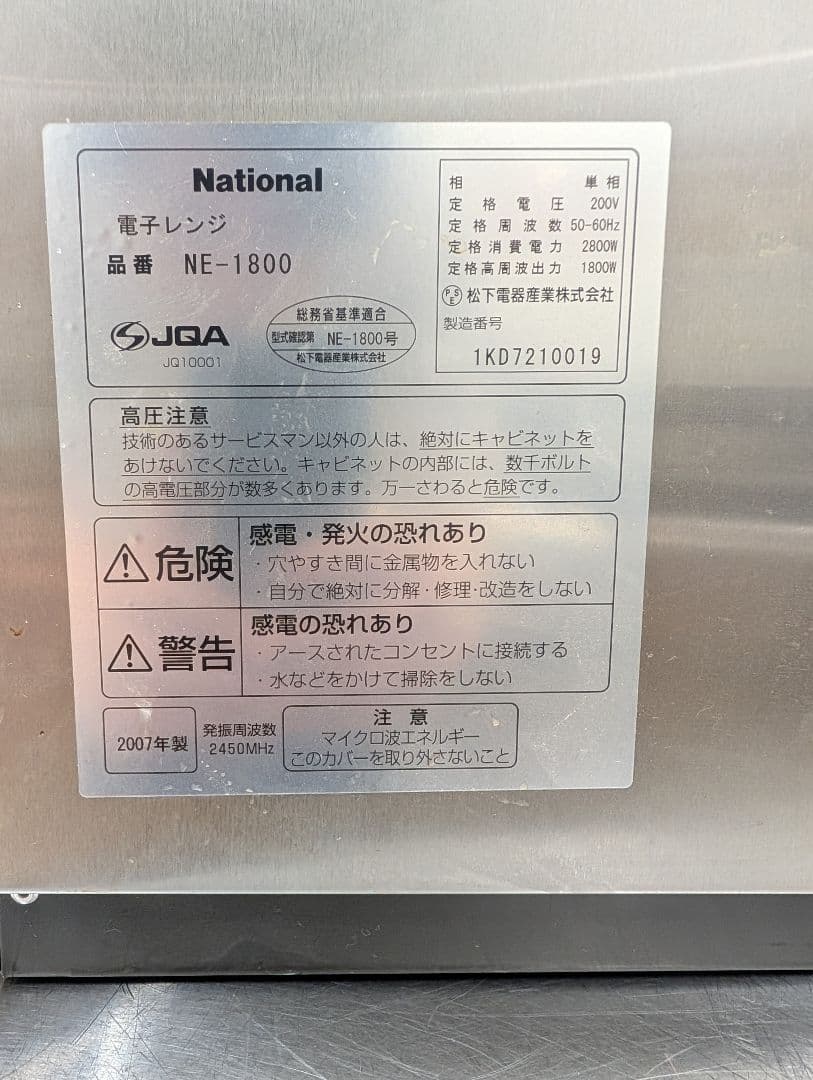 National
電子レンジ
品番 NE-1800
JQA
JQ10001
総務省基準適合
型式確認第 NE-1800号
松下電器産業株式会社
相 単相
定格電圧 200V
定格周波数 50-60Hz
定格消費電力 2800W
定格高周波出力 1800W
PSE 松下電器産業株式会社
製造番号
1KD7210019
高圧注意
技術のあるサービスマン以外の人は、絶対にキャビネットを
あけないでください。キャビネットの内部には、数千ボルト
の高電圧部分が数多くあります。万一さわると危険です。
危険
感電・発火の恐れあり
・穴やすき間に金属物を入れない
・自分で絶対に分解・修理・改造をしない
警告
感電の恐れあり
・アースされたコンセントに接続する
・水などをかけて掃除をしない
2007年製
発振周波数
2450MHz
注意
マイクロ波エネルギー
このカバーを取り外さないこと